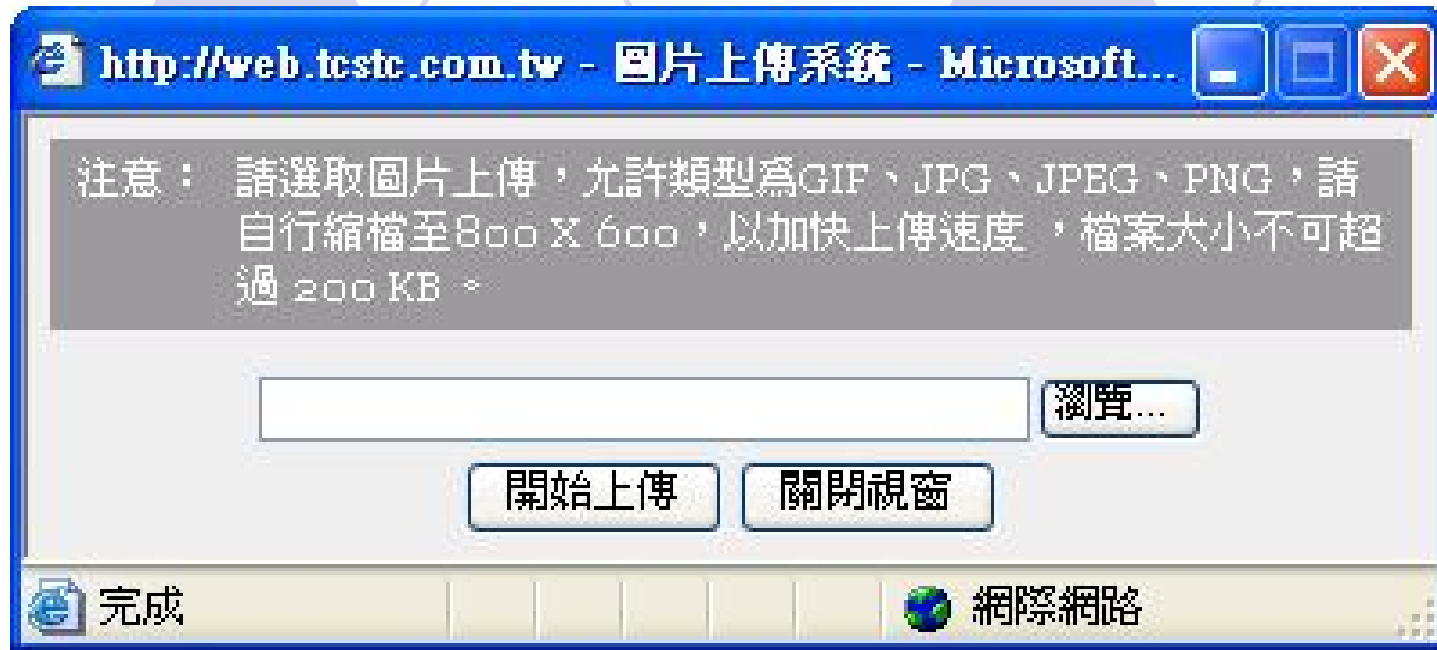 http://web.tcstc.com.tw - 圖片上傳系統 - Microsoft...
注意： 請選取圖片上傳，允許類型為GIF、JPG、JPEG、PNG，請
自行縮檔至800 X 600，以加快上傳速度 ，檔案大小不可超
過 200 KB 。
瀏覽...
開始上傳 關閉視窗
完成 網際網路